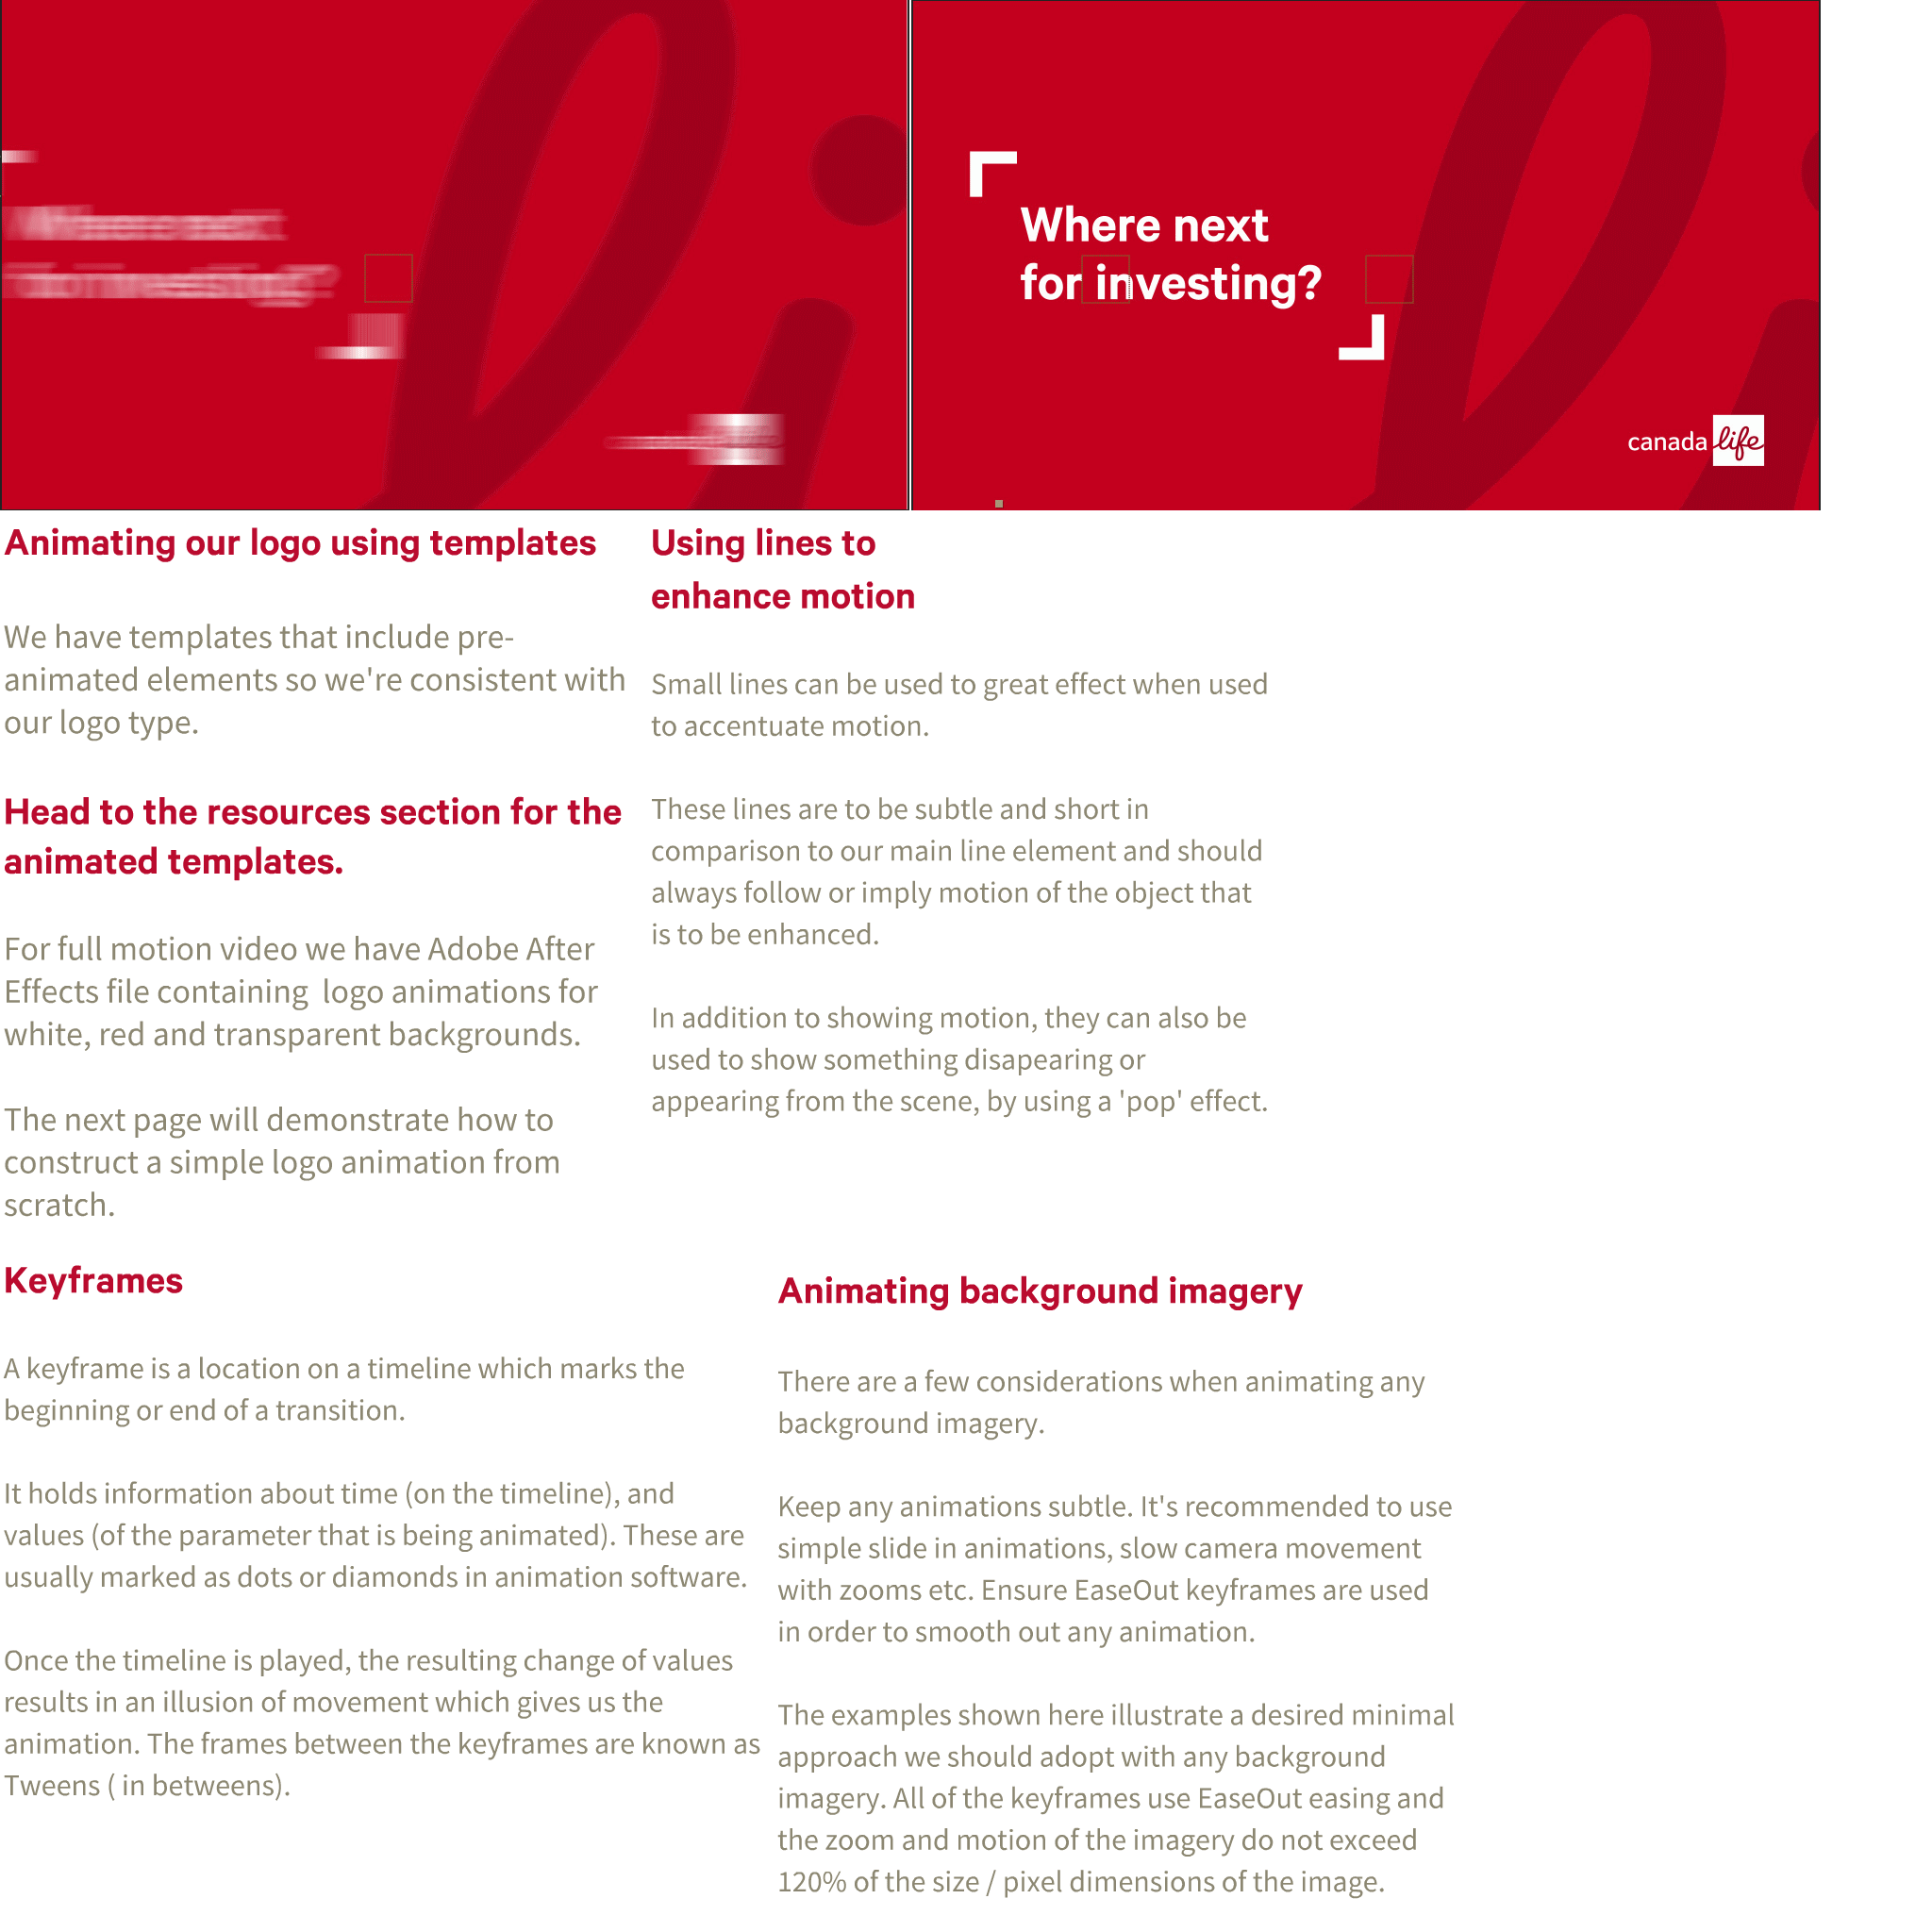 Where next
for investing?
Where next
for investing?
canada life
Animating our logo using templates
We have templates that include pre-
animated elements so we're consistent with
our logo type.
Head to the resources section for the
animated templates.
For full motion video we have Adobe After
Effects file containing  logo animations for
white, red and transparent backgrounds.
The next page will demonstrate how to
construct a simple logo animation from
scratch.
Using lines to
enhance motion
Small lines can be used to great effect when used
to accentuate motion.
These lines are to be subtle and short in
comparison to our main line element and should
always follow or imply motion of the object that
is to be enhanced.
In addition to showing motion, they can also be
used to show something disapearing or
appearing from the scene, by using a 'pop' effect.
Keyframes
A keyframe is a location on a timeline which marks the
beginning or end of a transition.
It holds information about time (on the timeline), and
values (of the parameter that is being animated). These are
usually marked as dots or diamonds in animation software.
Once the timeline is played, the resulting change of values
results in an illusion of movement which gives us the
animation. The frames between the keyframes are known as
Tweens ( in betweens).
Animating background imagery
There are a few considerations when animating any
background imagery.
Keep any animations subtle. It's recommended to use
simple slide in animations, slow camera movement
with zooms etc. Ensure EaseOut keyframes are used
in order to smooth out any animation.
The examples shown here illustrate a desired minimal
approach we should adopt with any background
imagery. All of the keyframes use EaseOut easing and
the zoom and motion of the imagery do not exceed
120% of the size / pixel dimensions of the image.